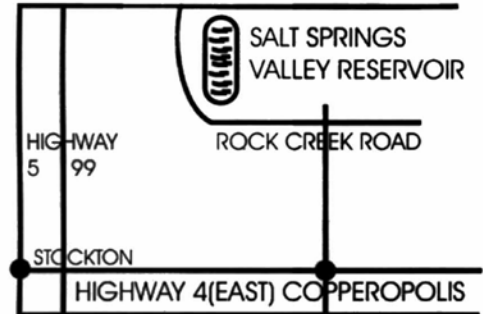 SALT SPRINGS
VALLEY RESERVOIR
HIGHWAY
5 99
ROCK CREEK ROAD
STOCKTON
HIGHWAY 4(EAST) COPPEROPOLIS